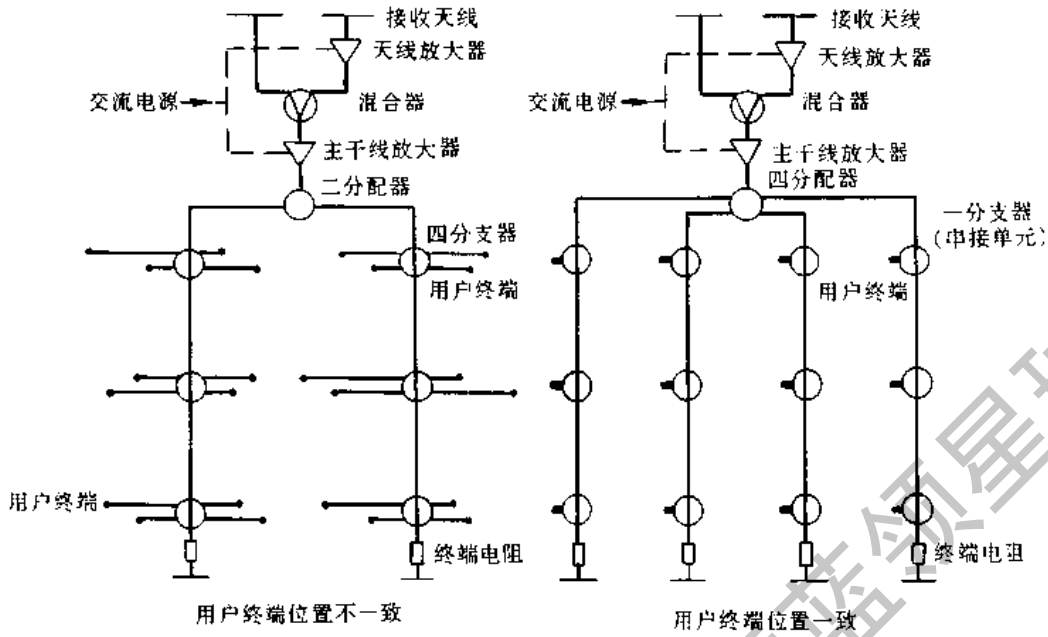 接收天线
天线放大器
交流电源
混合器
主干线放大器
二分配器
四分支器
用户终端
用户终端
终端电阻
用户终端位置不一致
接收天线
天线放大器
交流电源
混合器
主干线放大器
四分配器
一分支器
(串接单元)
用户终端
终端电阻
用户终端位置一致
蓝领星球